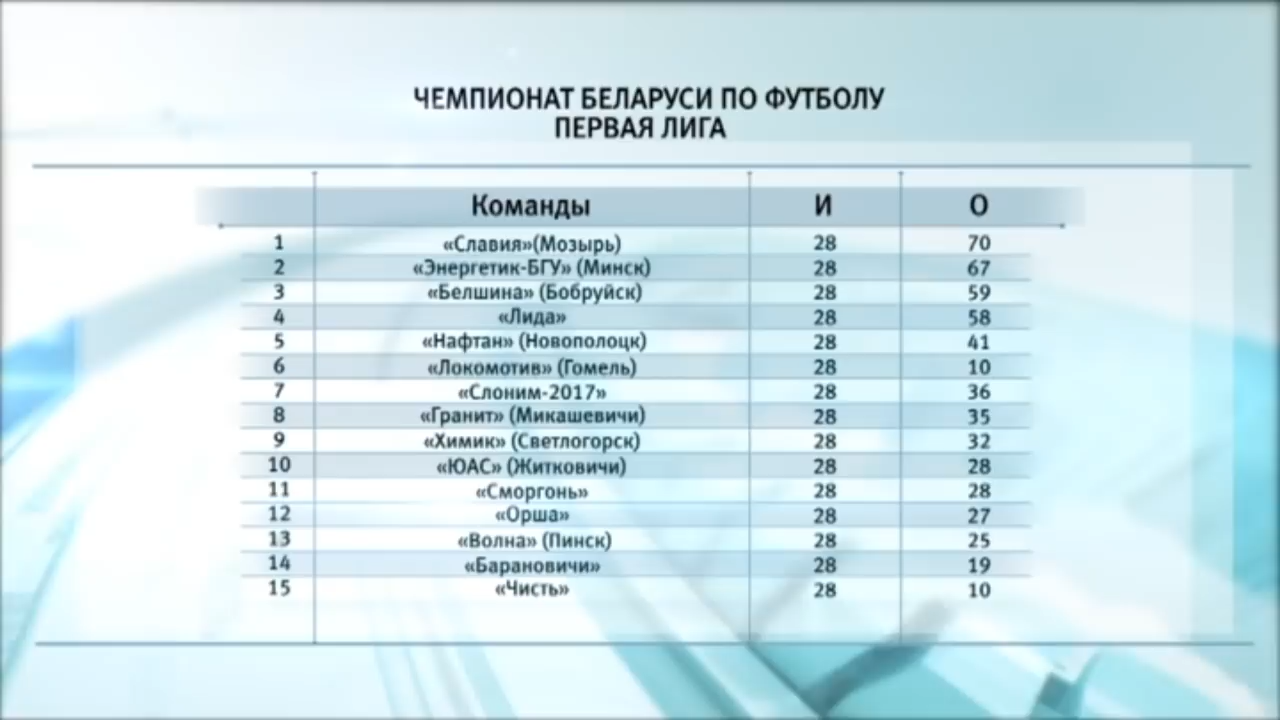 ЧЕМПИОНАТ БЕЛАРУСИ ПО ФУТБОЛУ
ПЕРВАЯ ЛИГА
Команды И О
1 «Славия»(Мозырь) 28 70
2 «Энергетик-БГУ» (Минск) 28 67
3 «Белшина» (Бобруйск) 28 59
4 «Лида» 28 58
5 «Нафтан» (Новополоцк) 28 41
6 «Локомотив» (Гомель) 28 10
7 «Слоним-2017» 28 36
8 «Гранит» (Микашевичи) 28 35
9 «Химик» (Светлогорск) 28 32
10 «ЮАС» (Житковичи) 28 28
11 «Сморгонь» 28 28
12 «Орша» 28 27
13 «Волна» (Пинск) 28 25
14 «Барановичи» 28 19
15 «Чисть» 28 10